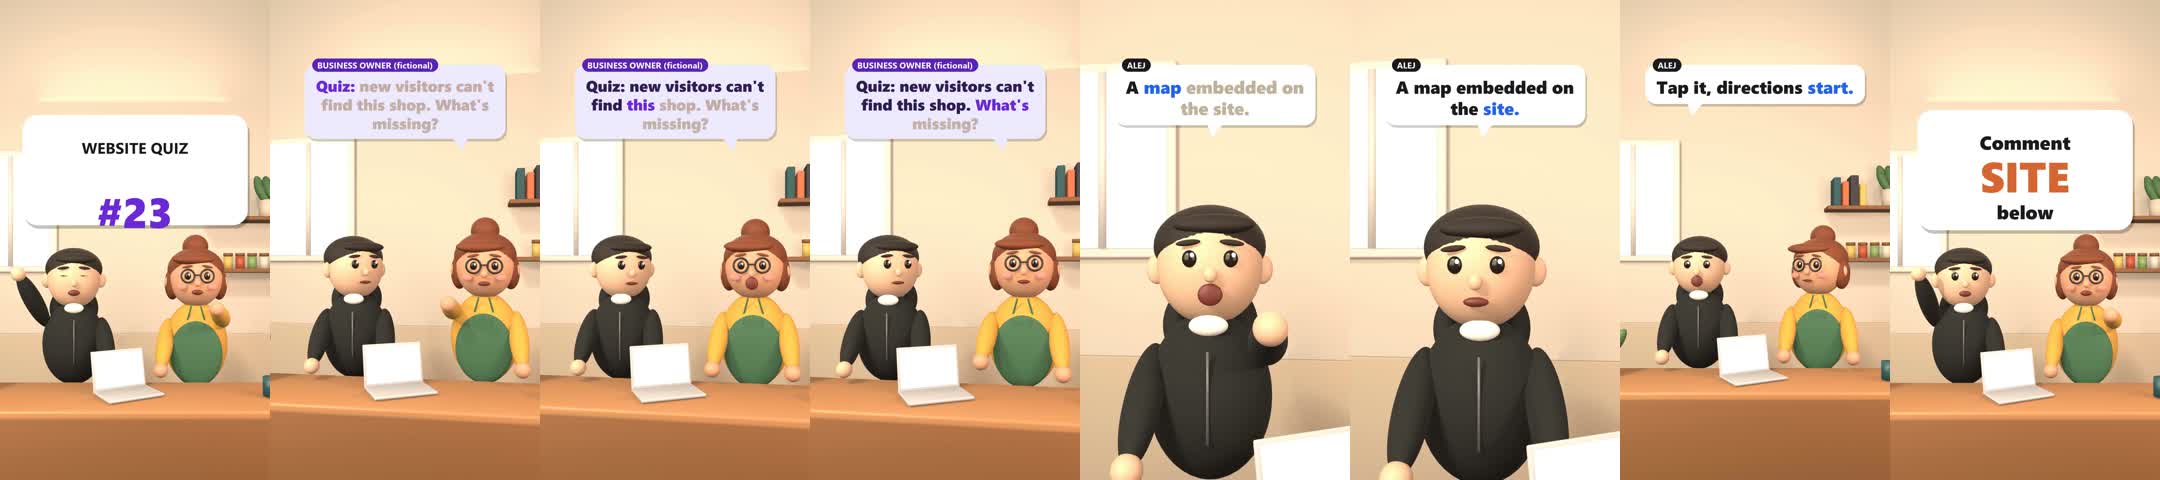 WEBSITE QUIZ
#23
BUSINESS OWNER (fictional)
Quiz: new visitors can't
find this shop. What's
missing?
BUSINESS OWNER (fictional)
Quiz: new visitors can't
find this shop. What's
missing?
BUSINESS OWNER (fictional)
Quiz: new visitors can't
find this shop. What's
missing?
ALEJ
A map embedded on
the site.
ALEJ
A map embedded on
the site.
ALEJ
Tap it, directions start.
Comment
SITE
below